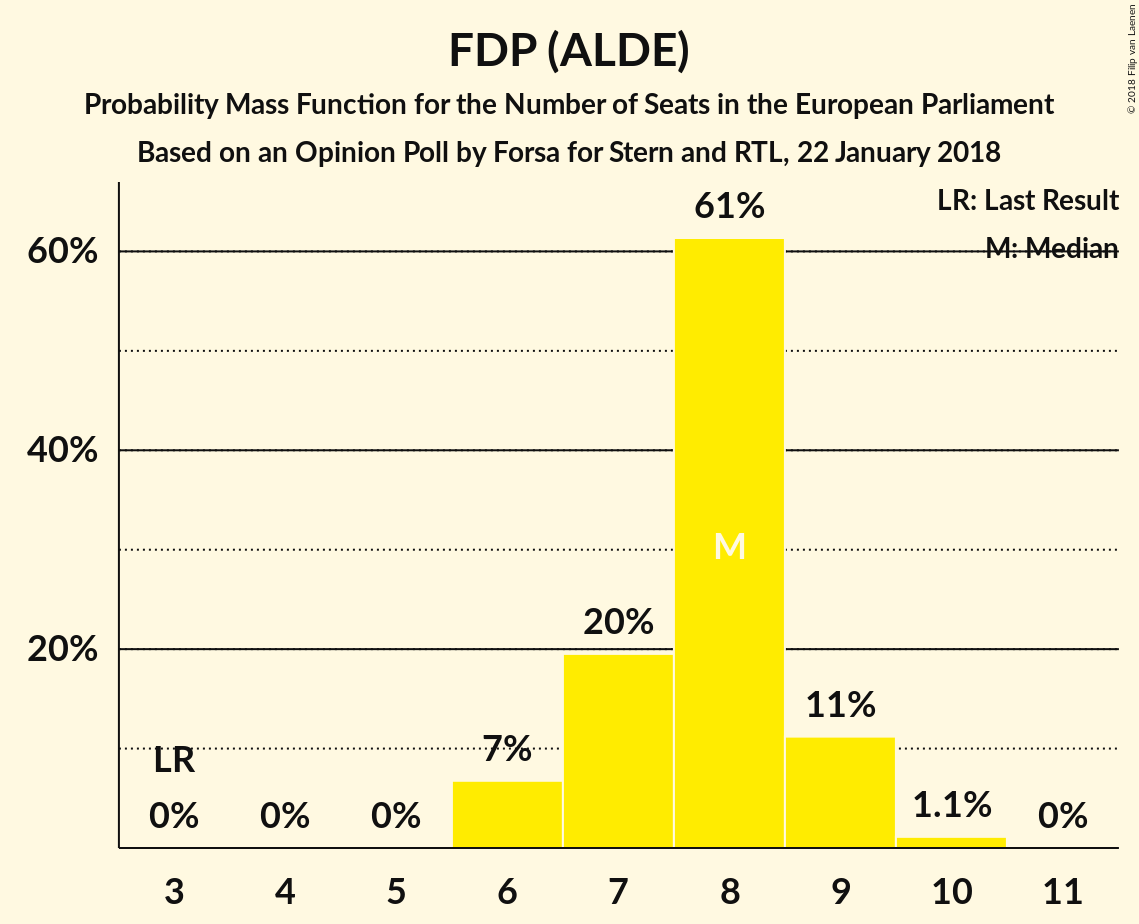 FDP (ALDE)
Probability Mass Function for the Number of Seats in the European Parliament
Based on an Opinion Poll by Forsa for Stern and RTL, 22 January 2018
© 2018 Filip van Laenen
LR: Last Result
M: Median
60%
40%
20%
61%
M
20%
11%
7%
LR
1.1%
0%
0%
0%
0%
3 4 5 6 7 8 9 10 11